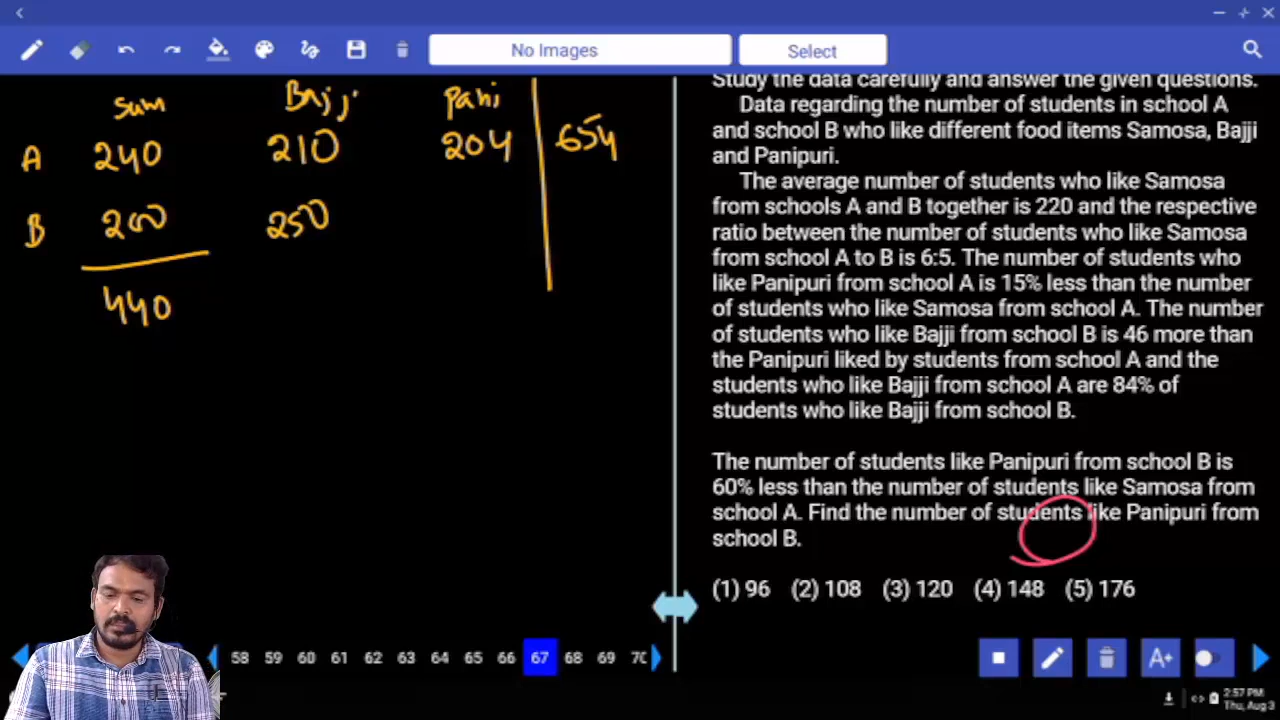 No Images
Select
Sum Bajji Pani
A 240 210 204 654
B 200 250
440
Study the data carefully and answer the given questions.
Data regarding the number of students in school A
and school B who like different food items Samosa, Bajji
and Panipuri.
The average number of students who like Samosa
from schools A and B together is 220 and the respective
ratio between the number of students who like Samosa
from school A to B is 6:5. The number of students who
like Panipuri from school A is 15% less than the number
of students who like Samosa from school A. The number
of students who like Bajji from school B is 46 more than
the Panipuri liked by students from school A and the
students who like Bajji from school A are 84% of
students who like Bajji from school B.
The number of students like Panipuri from school B is
60% less than the number of students like Samosa from
school A. Find the number of students like Panipuri from
school B.
(1) 96 (2) 108 (3) 120 (4) 148 (5) 176
58 59 60 61 62 63 64 65 66 67 68 69 70
A+
2:57 PM
Thu, Aug 3